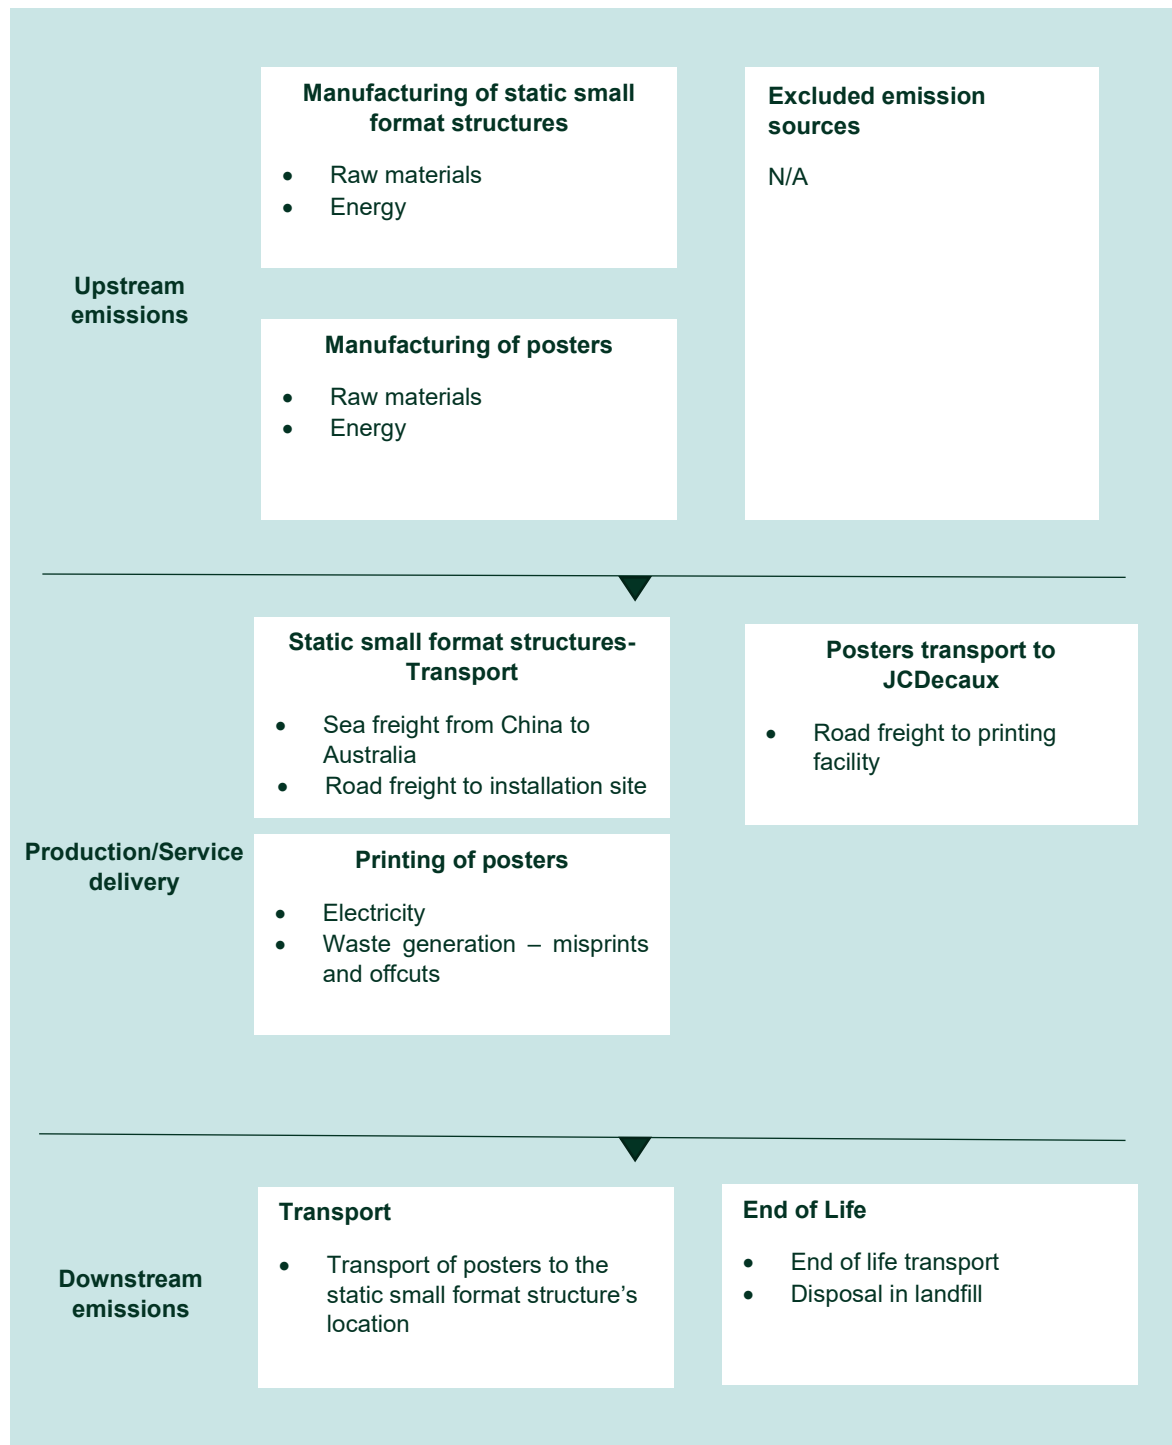 Manufacturing of static small
format structures
• Raw materials
• Energy
Excluded emission
sources
N/A
Upstream
emissions
Manufacturing of posters
• Raw materials
• Energy
Static small format structures-
Transport
• Sea freight from China to
Australia
• Road freight to installation site
Posters transport to
JCDecaux
• Road freight to printing
facility
Production/Service
delivery
Printing of posters
• Electricity
• Waste generation – misprints
and offcuts
Downstream
emissions
Transport
• Transport of posters to the
static small format structure's
location
End of Life
• End of life transport
• Disposal in landfill